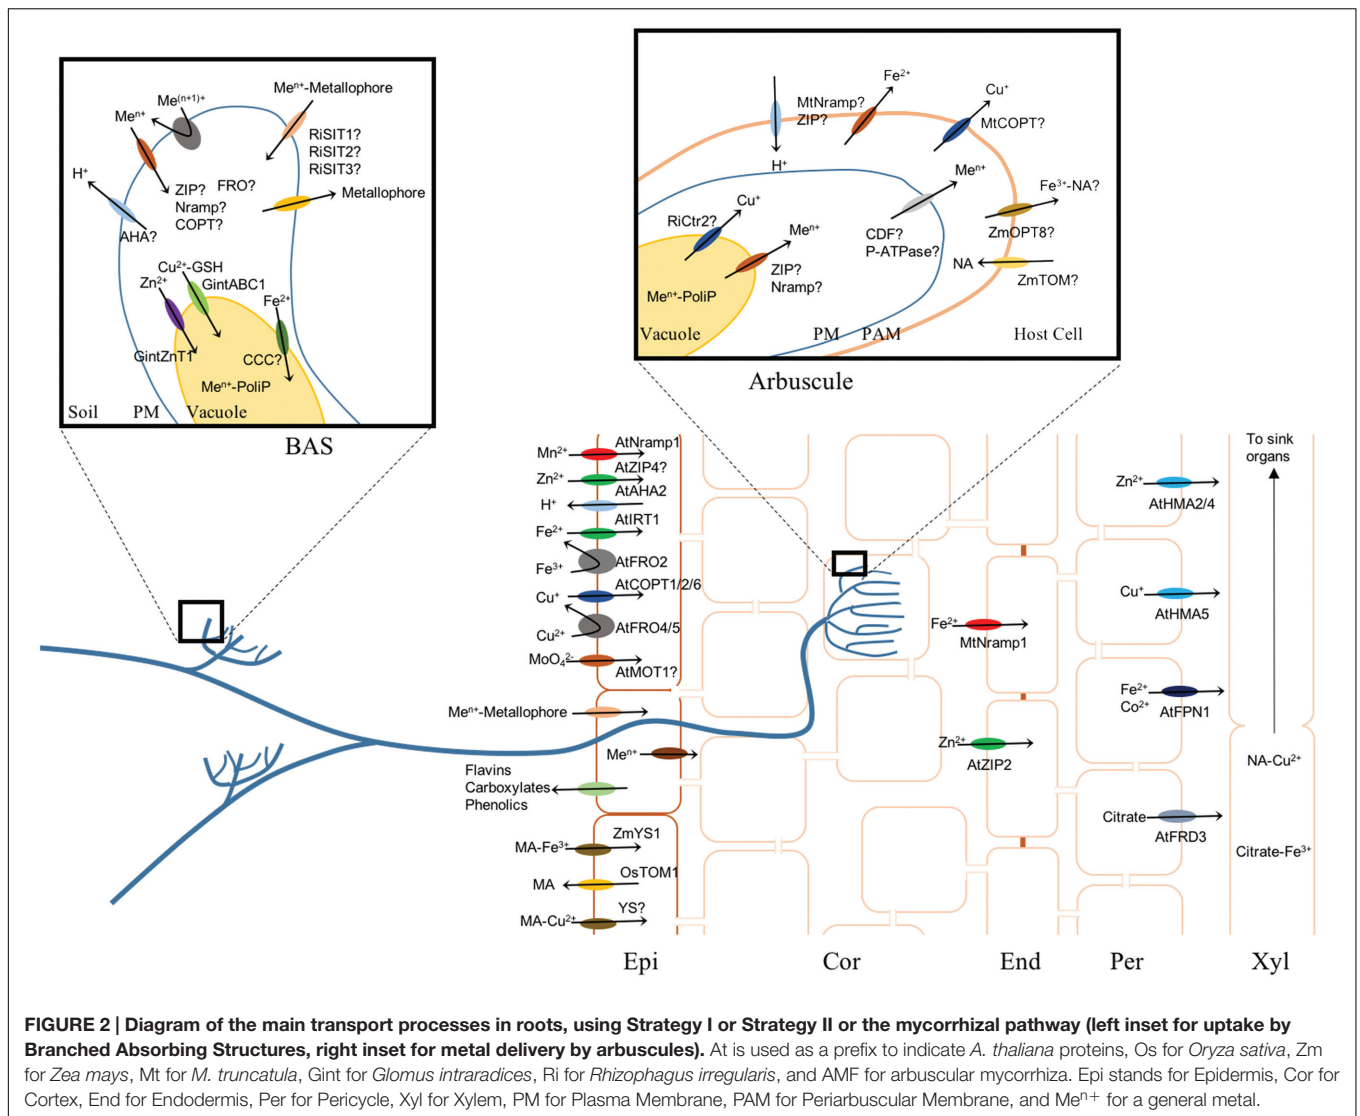 Me(n+1)+
Meⁿ⁺
Meⁿ⁺-Metallophore
RiSIT1?
RiSIT2?
RiSIT3?
H⁺
ZIP?
Nramp?
COPT?
FRO?
Metallophore
AHA?
Cu²⁺-GSH
Zn²⁺
GintABC1
Fe²⁺
GintZnT1
CCC?
Meⁿ⁺-PoliP
Soil
PM
Vacuole
BAS
Fe²⁺
MtNramp?
ZIP?
Cu⁺
MtCOPT?
H⁺
Meⁿ⁺
Fe³⁺-NA?
RiCtr2?
Cu⁺
Meⁿ⁺
CDF?
P-ATPase?
ZmOPT8?
NA
ZmTOM?
ZIP?
Nramp?
Meⁿ⁺-PoliP
Vacuole
PM
PAM
Host Cell
Arbuscule
Mn²⁺
AtNramp1
Zn²⁺
AtZIP4?
H⁺
AtAHA2
Fe²⁺
AtIRT1
Fe³⁺
AtFRO2
Cu⁺
AtCOPT1/2/6
Cu²⁺
AtFRO4/5
MoO₄²⁻
AtMOT1?
Meⁿ⁺-Metallophore
Meⁿ⁺
Flavins
Carboxylates
Phenolics
MA-Fe³⁺
ZmYS1
MA
OsTOM1
MA-Cu²⁺
YS?
Fe²⁺
MtNramp1
Zn²⁺
AtZIP2
Zn²⁺
AtHMA2/4
Cu⁺
AtHMA5
Fe²⁺
Co²⁺
AtFPN1
Citrate
AtFRD3
To sink
organs
NA-Cu²⁺
Citrate-Fe³⁺
Epi
Cor
End
Per
Xyl
FIGURE 2 | Diagram of the main transport processes in roots, using Strategy I or Strategy II or the mycorrhizal pathway (left inset for uptake by
Branched Absorbing Structures, right inset for metal delivery by arbuscules). At is used as a prefix to indicate A. thaliana proteins, Os for Oryza sativa, Zm
for Zea mays, Mt for M. truncatula, Gint for Glomus intraradices, Ri for Rhizophagus irregularis, and AMF for arbuscular mycorrhiza. Epi stands for Epidermis, Cor for
Cortex, End for Endodermis, Per for Pericycle, Xyl for Xylem, PM for Plasma Membrane, PAM for Periarbuscular Membrane, and Meⁿ⁺ for a general metal.